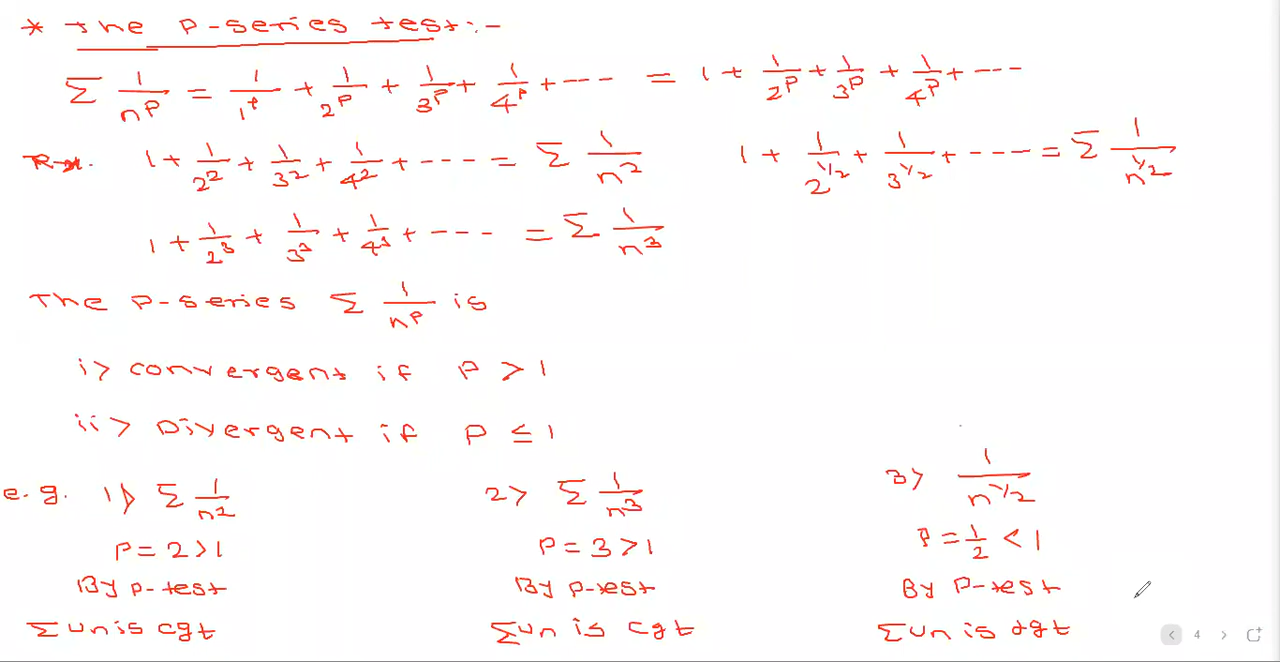 * The P-series test:-
Σ 1/n^p = 1/1^p + 1/2^p + 1/3^p + 1/4^p + --- = 1 + 1/2^p + 1/3^p + 1/4^p + ---
1 + 1/2^2 + 1/3^2 + 1/4^2 + ---- = Σ 1/n^2
1 + 1/2^1/2 + 1/3^1/2 + ---- = Σ 1/n^1/2
1 + 1/2^3 + 1/3^3 + 1/4^3 + --- = Σ 1/n^3
The P-series Σ 1/n^p is
i> convergent if P > 1
ii> Divergent if P ≤ 1
e.g. 1> Σ 1/n^2
P = 2 > 1
By P-test
Σun is cgt
2> Σ 1/n^3
P = 3 > 1
By P-test
Σun is cgt
3> 1/n^1/2
P = 1/2 < 1
By P-test
Σun is dgt
< 4 >